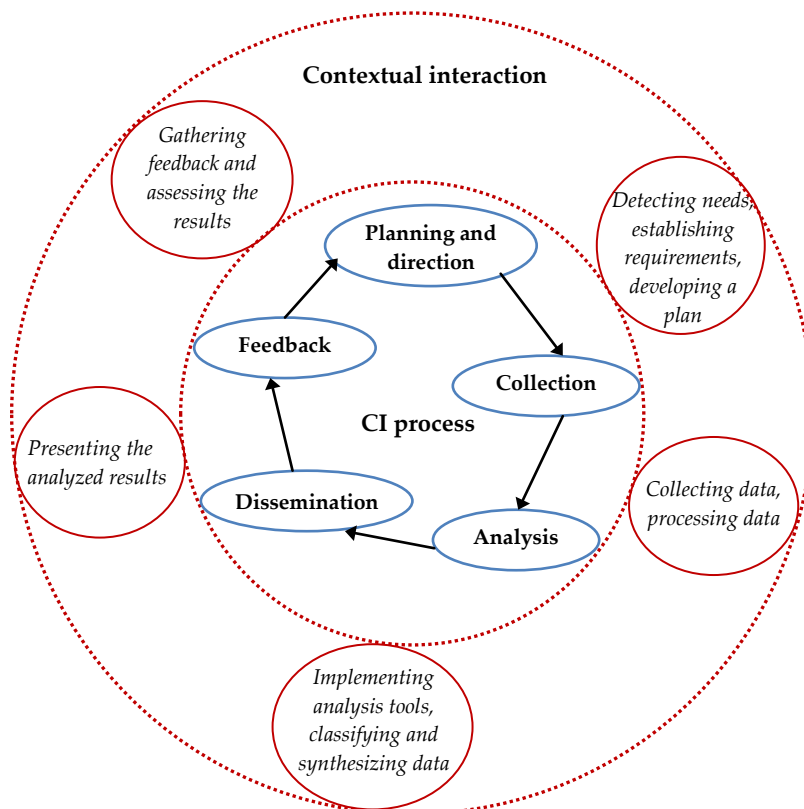 Contextual interaction
Gathering
feedback and
assessing the
results
Detecting needs,
establishing
requirements,
developing a
plan
Planning and
direction
Feedback
Collection
CI process
Presenting the
analyzed results
Dissemination
Analysis
Collecting data,
processing data
Implementing
analysis tools,
classifying and
synthesizing data